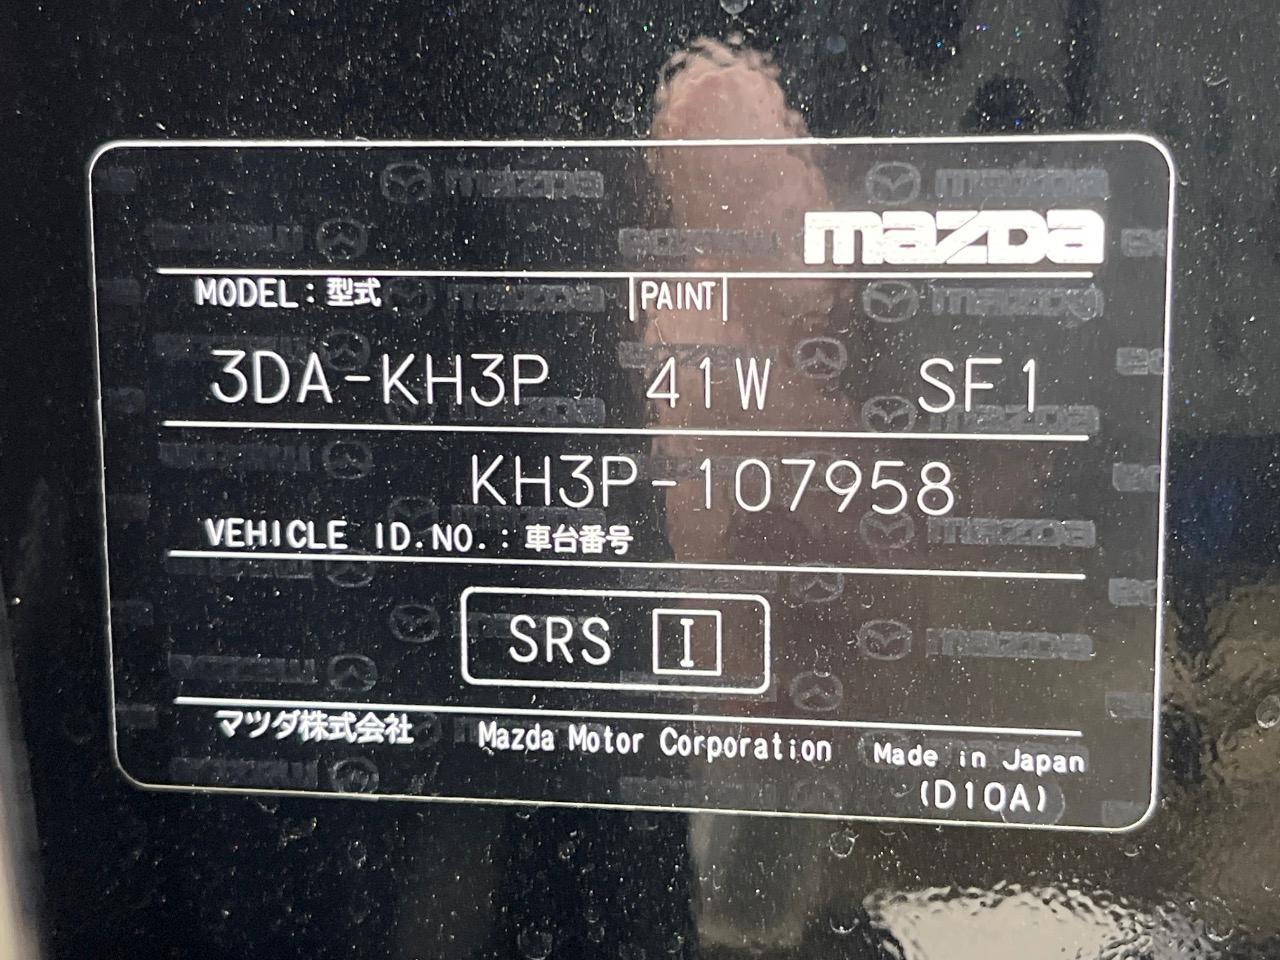 mazda
MODEL : 型式 PAINT
3DA-KH3P 41W SF1
KH3P-107958
VEHICLE ID.NO. : 車台番号
SRS I
マツダ株式会社 Mazda Motor Corporation Made in Japan
(D10A)